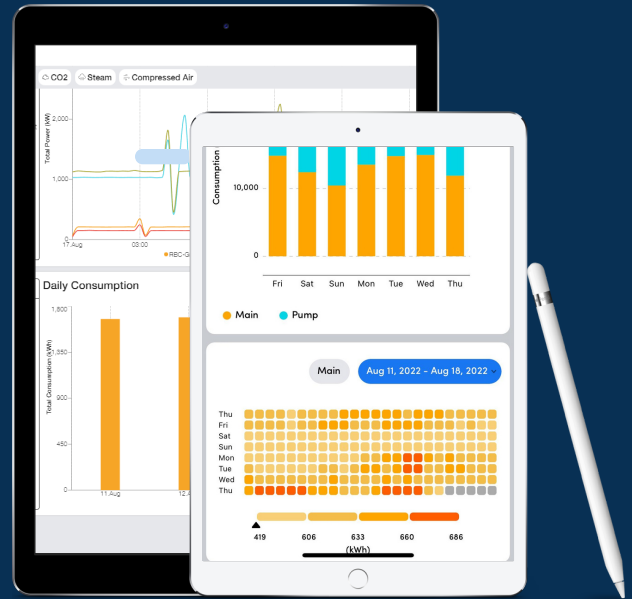 CO2 Steam Compressed Air
Total Power (kW)
2,000
1,000
0
17.Aug 03:00
RBC-G
Daily Consumption
Total Consumption (kWh)
1,800
1,350
900
450
0
11.Aug 12.A
Consumption
10,000
0
Fri Sat Sun Mon Tue Wed Thu
Main Pump
Main Aug 11, 2022 - Aug 18, 2022
Thu
Fri
Sat
Sun
Mon
Tue
Wed
Thu
419 606 633 660 686
(kWh)